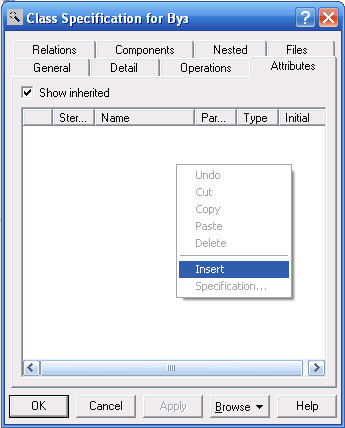 Class Specification for Вуз
Relations Components Nested Files
General Detail Operations Attributes
Show inherited
Ster... Name Par... Type Initial
Undo
Cut
Copy
Paste
Delete
Insert
Specification...
OK Cancel Apply Browse Help